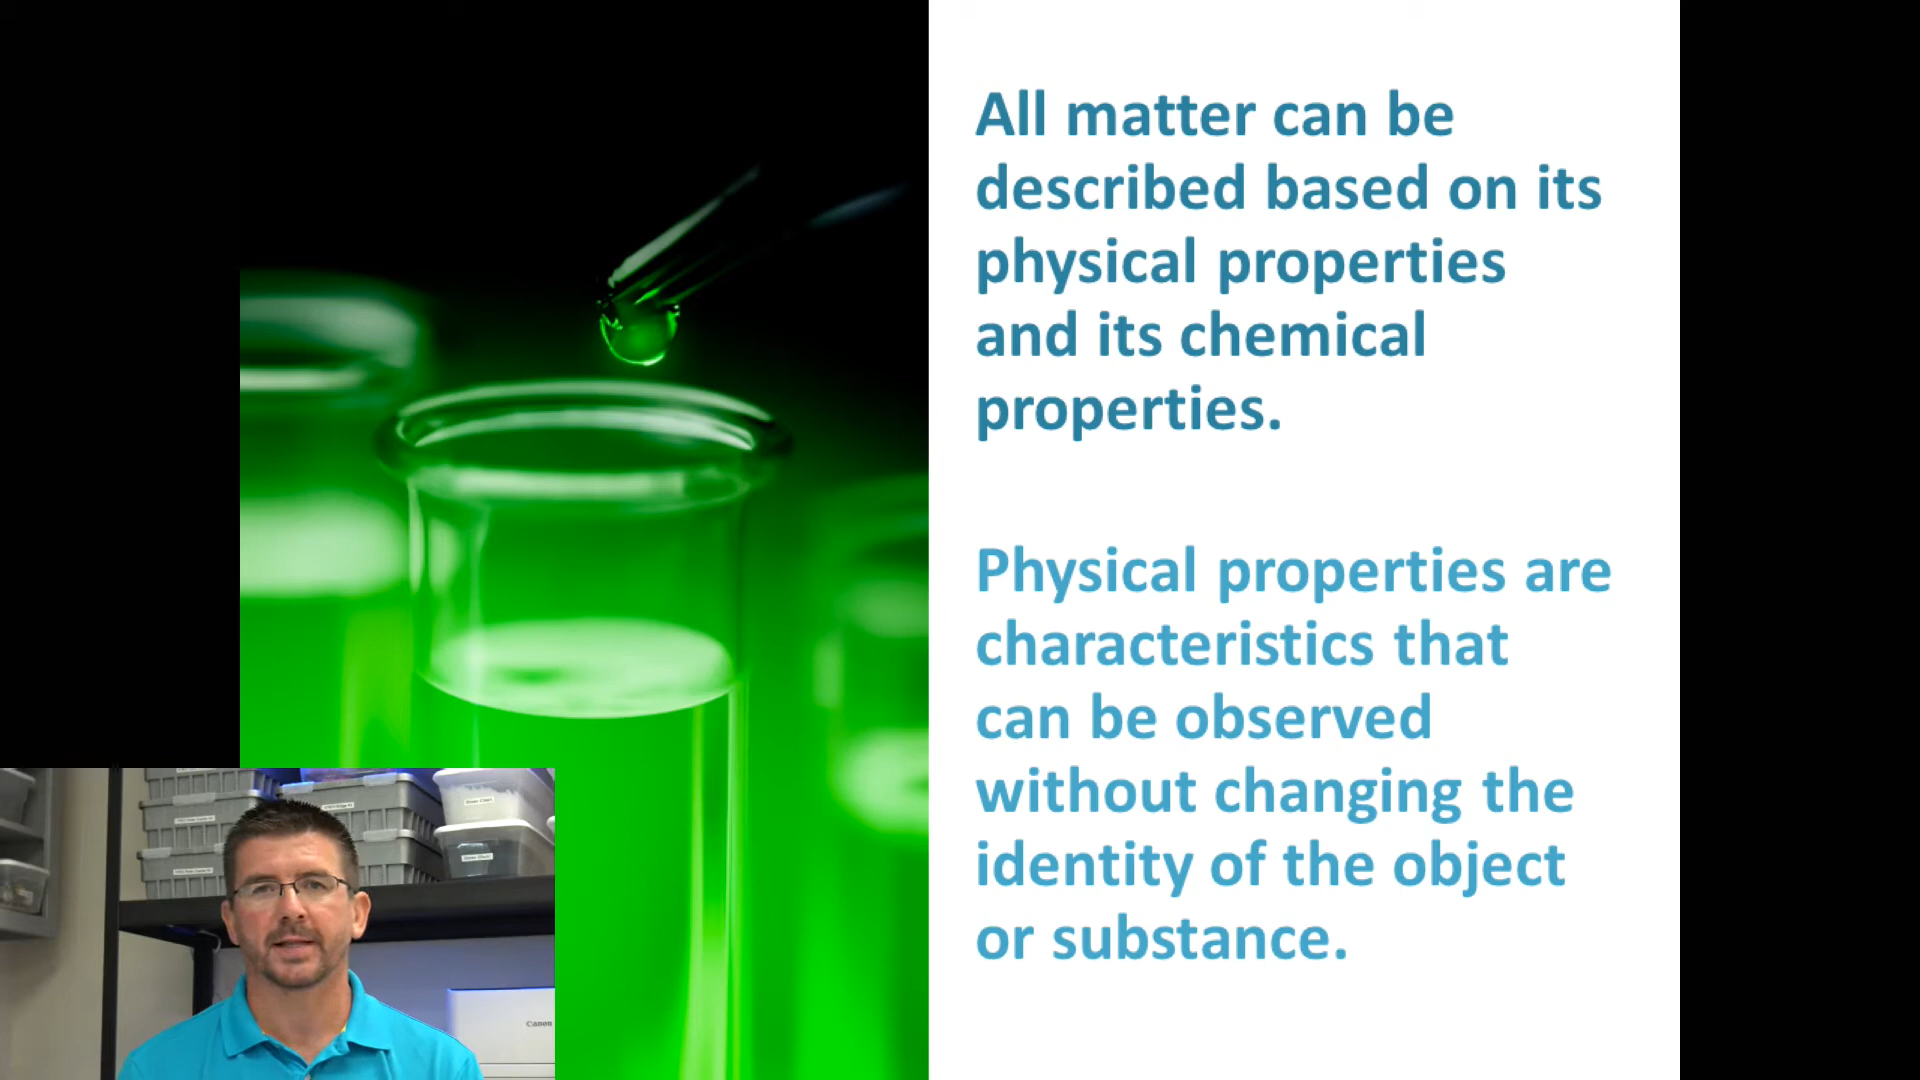 All matter can be
described based on its
physical properties
and its chemical
properties.
Physical properties are
characteristics that
can be observed
without changing the
identity of the object
or substance.
Canon